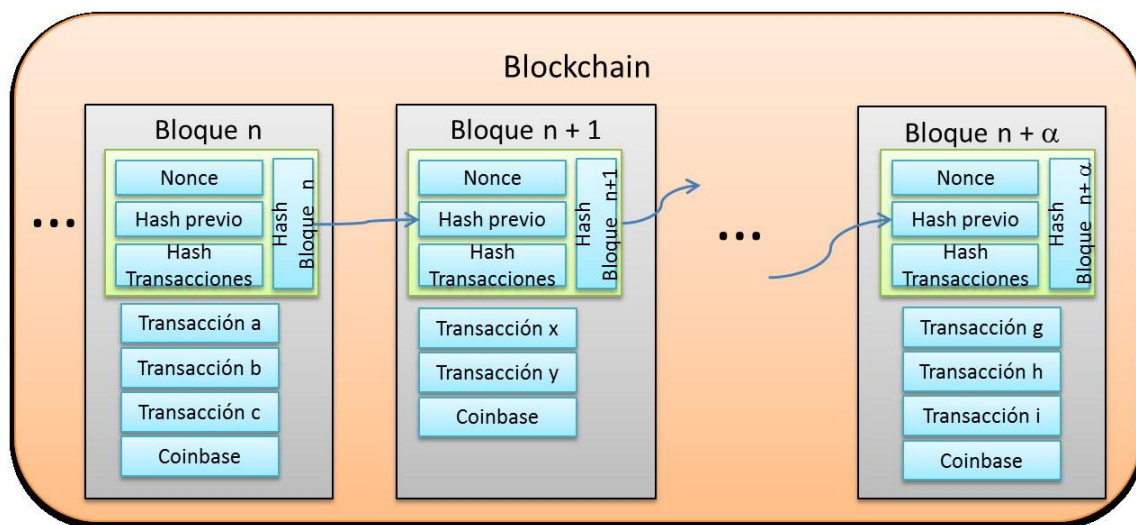 Blockchain
Bloque n
Nonce
Hash previo
Hash
Transacciones
Hash
Bloque n
Transacción a
Transacción b
Transacción c
Coinbase
Bloque n + 1
Nonce
Hash previo
Hash
Transacciones
Hash
Bloque n+1
Transacción x
Transacción y
Coinbase
...
...
Bloque n + α
Nonce
Hash previo
Hash
Transacciones
Hash
Bloque n+ α
Transacción g
Transacción h
Transacción i
Coinbase